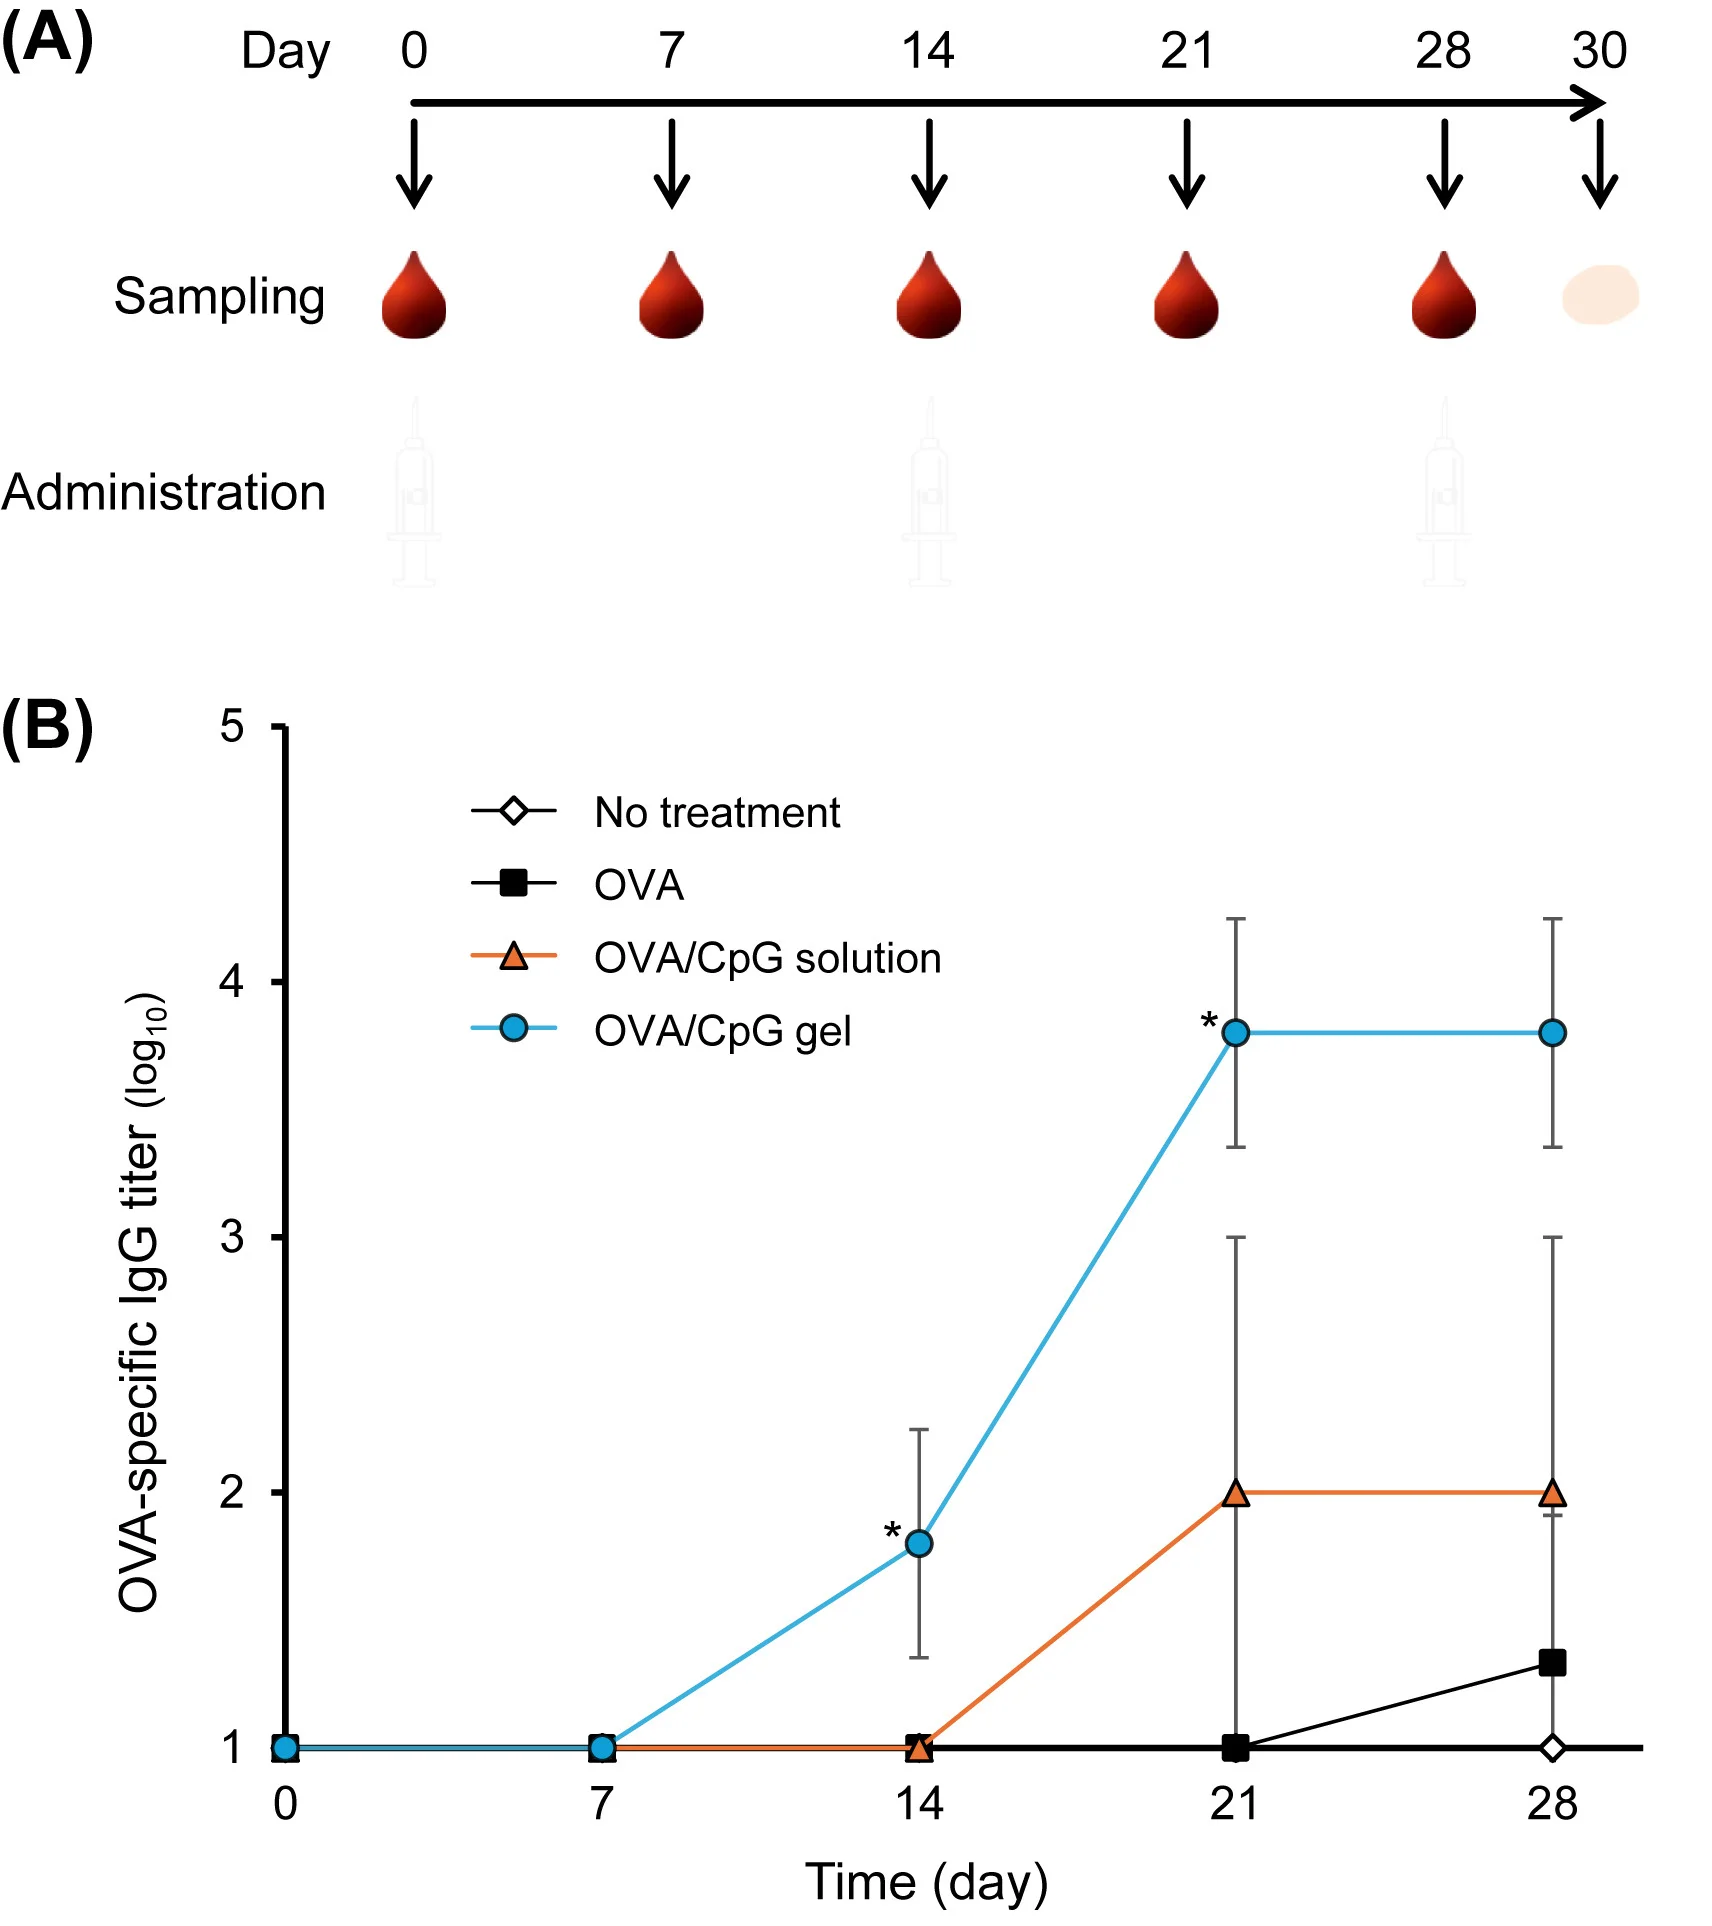 (A)
Day 0 7 14 21 28 30
Sampling
Administration
(B)
5
4
3
2
1
OVA-specific IgG titer (log10)
No treatment
OVA
OVA/CpG solution
OVA/CpG gel
*
*
0 7 14 21 28
Time (day)